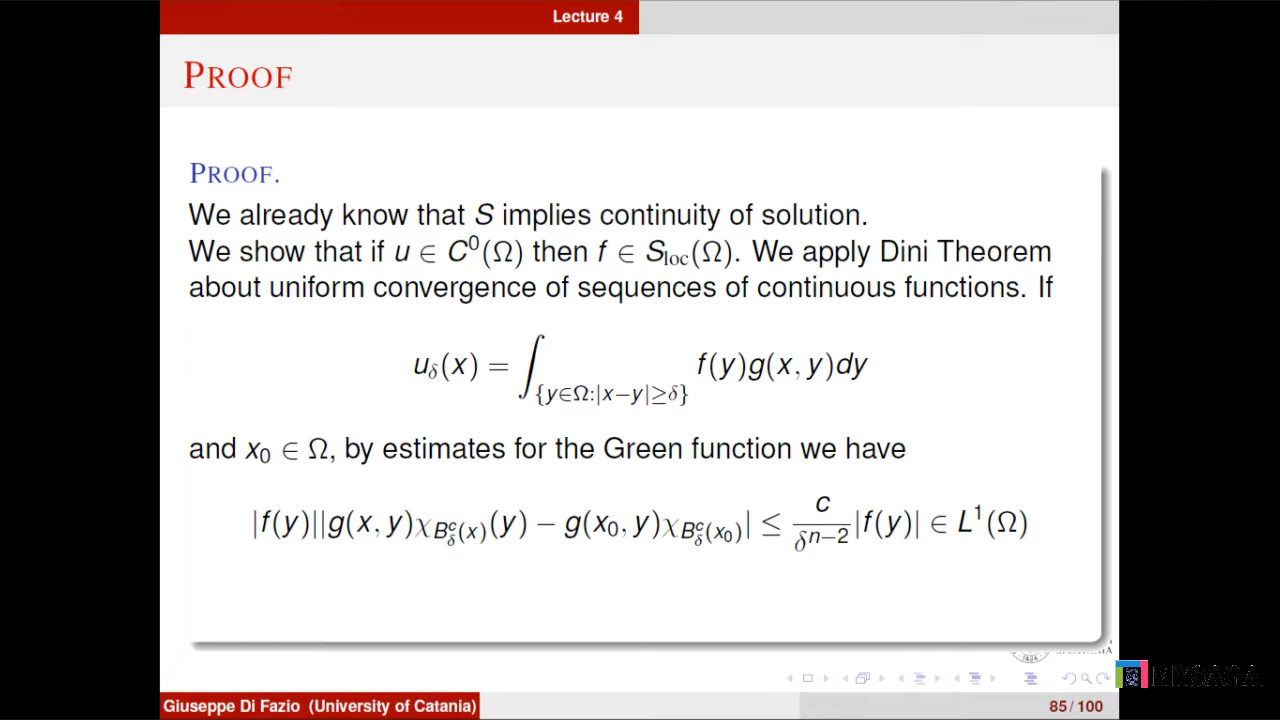 Lecture 4
PROOF
PROOF.
We already know that S implies continuity of solution.
We show that if u ∈ C⁰(Ω) then f ∈ S_loc(Ω). We apply Dini Theorem
about uniform convergence of sequences of continuous functions. If
u_δ(x) = ∫_{y∈Ω:|x−y|≥δ} f(y)g(x, y)dy
and x₀ ∈ Ω, by estimates for the Green function we have
|f(y)||g(x, y)χ_{B_δ^c(x)}(y) − g(x₀, y)χ_{B_δ^c(x₀)}| ≤ c/δ^{n−2} |f(y)| ∈ L¹(Ω)
Giuseppe Di Fazio (University of Catania)
85 / 100